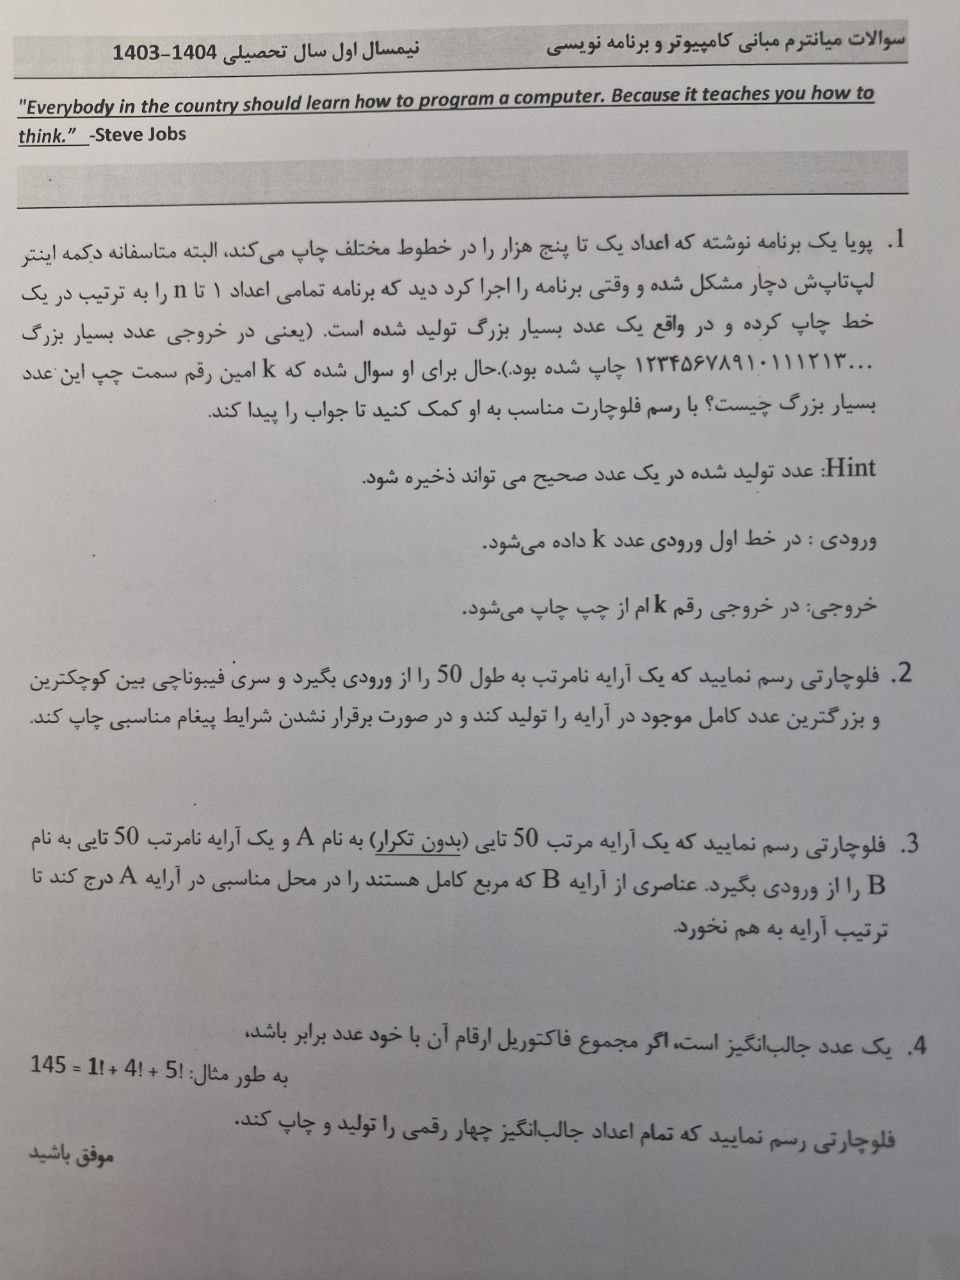 سوالات میانترم مبانی کامپیوتر و برنامه نویسی نیمسال اول سال تحصیلی 1404-1403
"Everybody in the country should learn how to program a computer. Because it teaches you how to
think." -Steve Jobs
1. پویا یک برنامه نوشته که اعداد یک تا پنج هزار را در خطوط مختلف چاپ می‌کند، البته متاسفانه دکمه اینتر
لپ‌تاپ‌ش دچار مشکل شده و وقتی برنامه را اجرا کرد دید که برنامه تمامی اعداد ۱ تا n را به ترتیب در یک
خط چاپ کرده و در واقع یک عدد بسیار بزرگ تولید شده است. (یعنی در خروجی عدد بسیار بزرگ
۱۲۳۴۵۶۷۸۹۱۰۱۱۱۲۱۳... چاپ شده بود.).حال برای او سوال شده که k امین رقم سمت چپ این عدد
بسیار بزرگ چیست؟ با رسم فلوچارت مناسب به او کمک کنید تا جواب را پیدا کند.
Hint: عدد تولید شده در یک عدد صحیح می تواند ذخیره شود.
ورودی : در خط اول ورودی عدد k داده می‌شود.
خروجی: در خروجی رقم k ام از چپ چاپ می‌شود.
2. فلوچارتی رسم نمایید که یک آرایه نامرتب به طول 50 را از ورودی بگیرد و سری فیبوناچی بین کوچکترین
و بزرگترین عدد کامل موجود در آرایه را تولید کند و در صورت برقرار نشدن شرایط پیغام مناسبی چاپ کند.
3. فلوچارتی رسم نمایید که یک آرایه مرتب 50 تایی (بدون تکرار) به نام A و یک آرایه نامرتب 50 تایی به نام
B را از ورودی بگیرد. عناصری از آرایه B که مربع کامل هستند را در محل مناسبی در آرایه A درج کند تا
ترتیب آرایه به هم نخورد.
4. یک عدد جالب‌انگیز است، اگر مجموع فاکتوریل ارقام آن با خود عدد برابر باشد،
به طور مثال: 145 = 1! + 4! + 5!
فلوچارتی رسم نمایید که تمام اعداد جالب‌انگیز چهار رقمی را تولید و چاپ کند.
موفق باشید